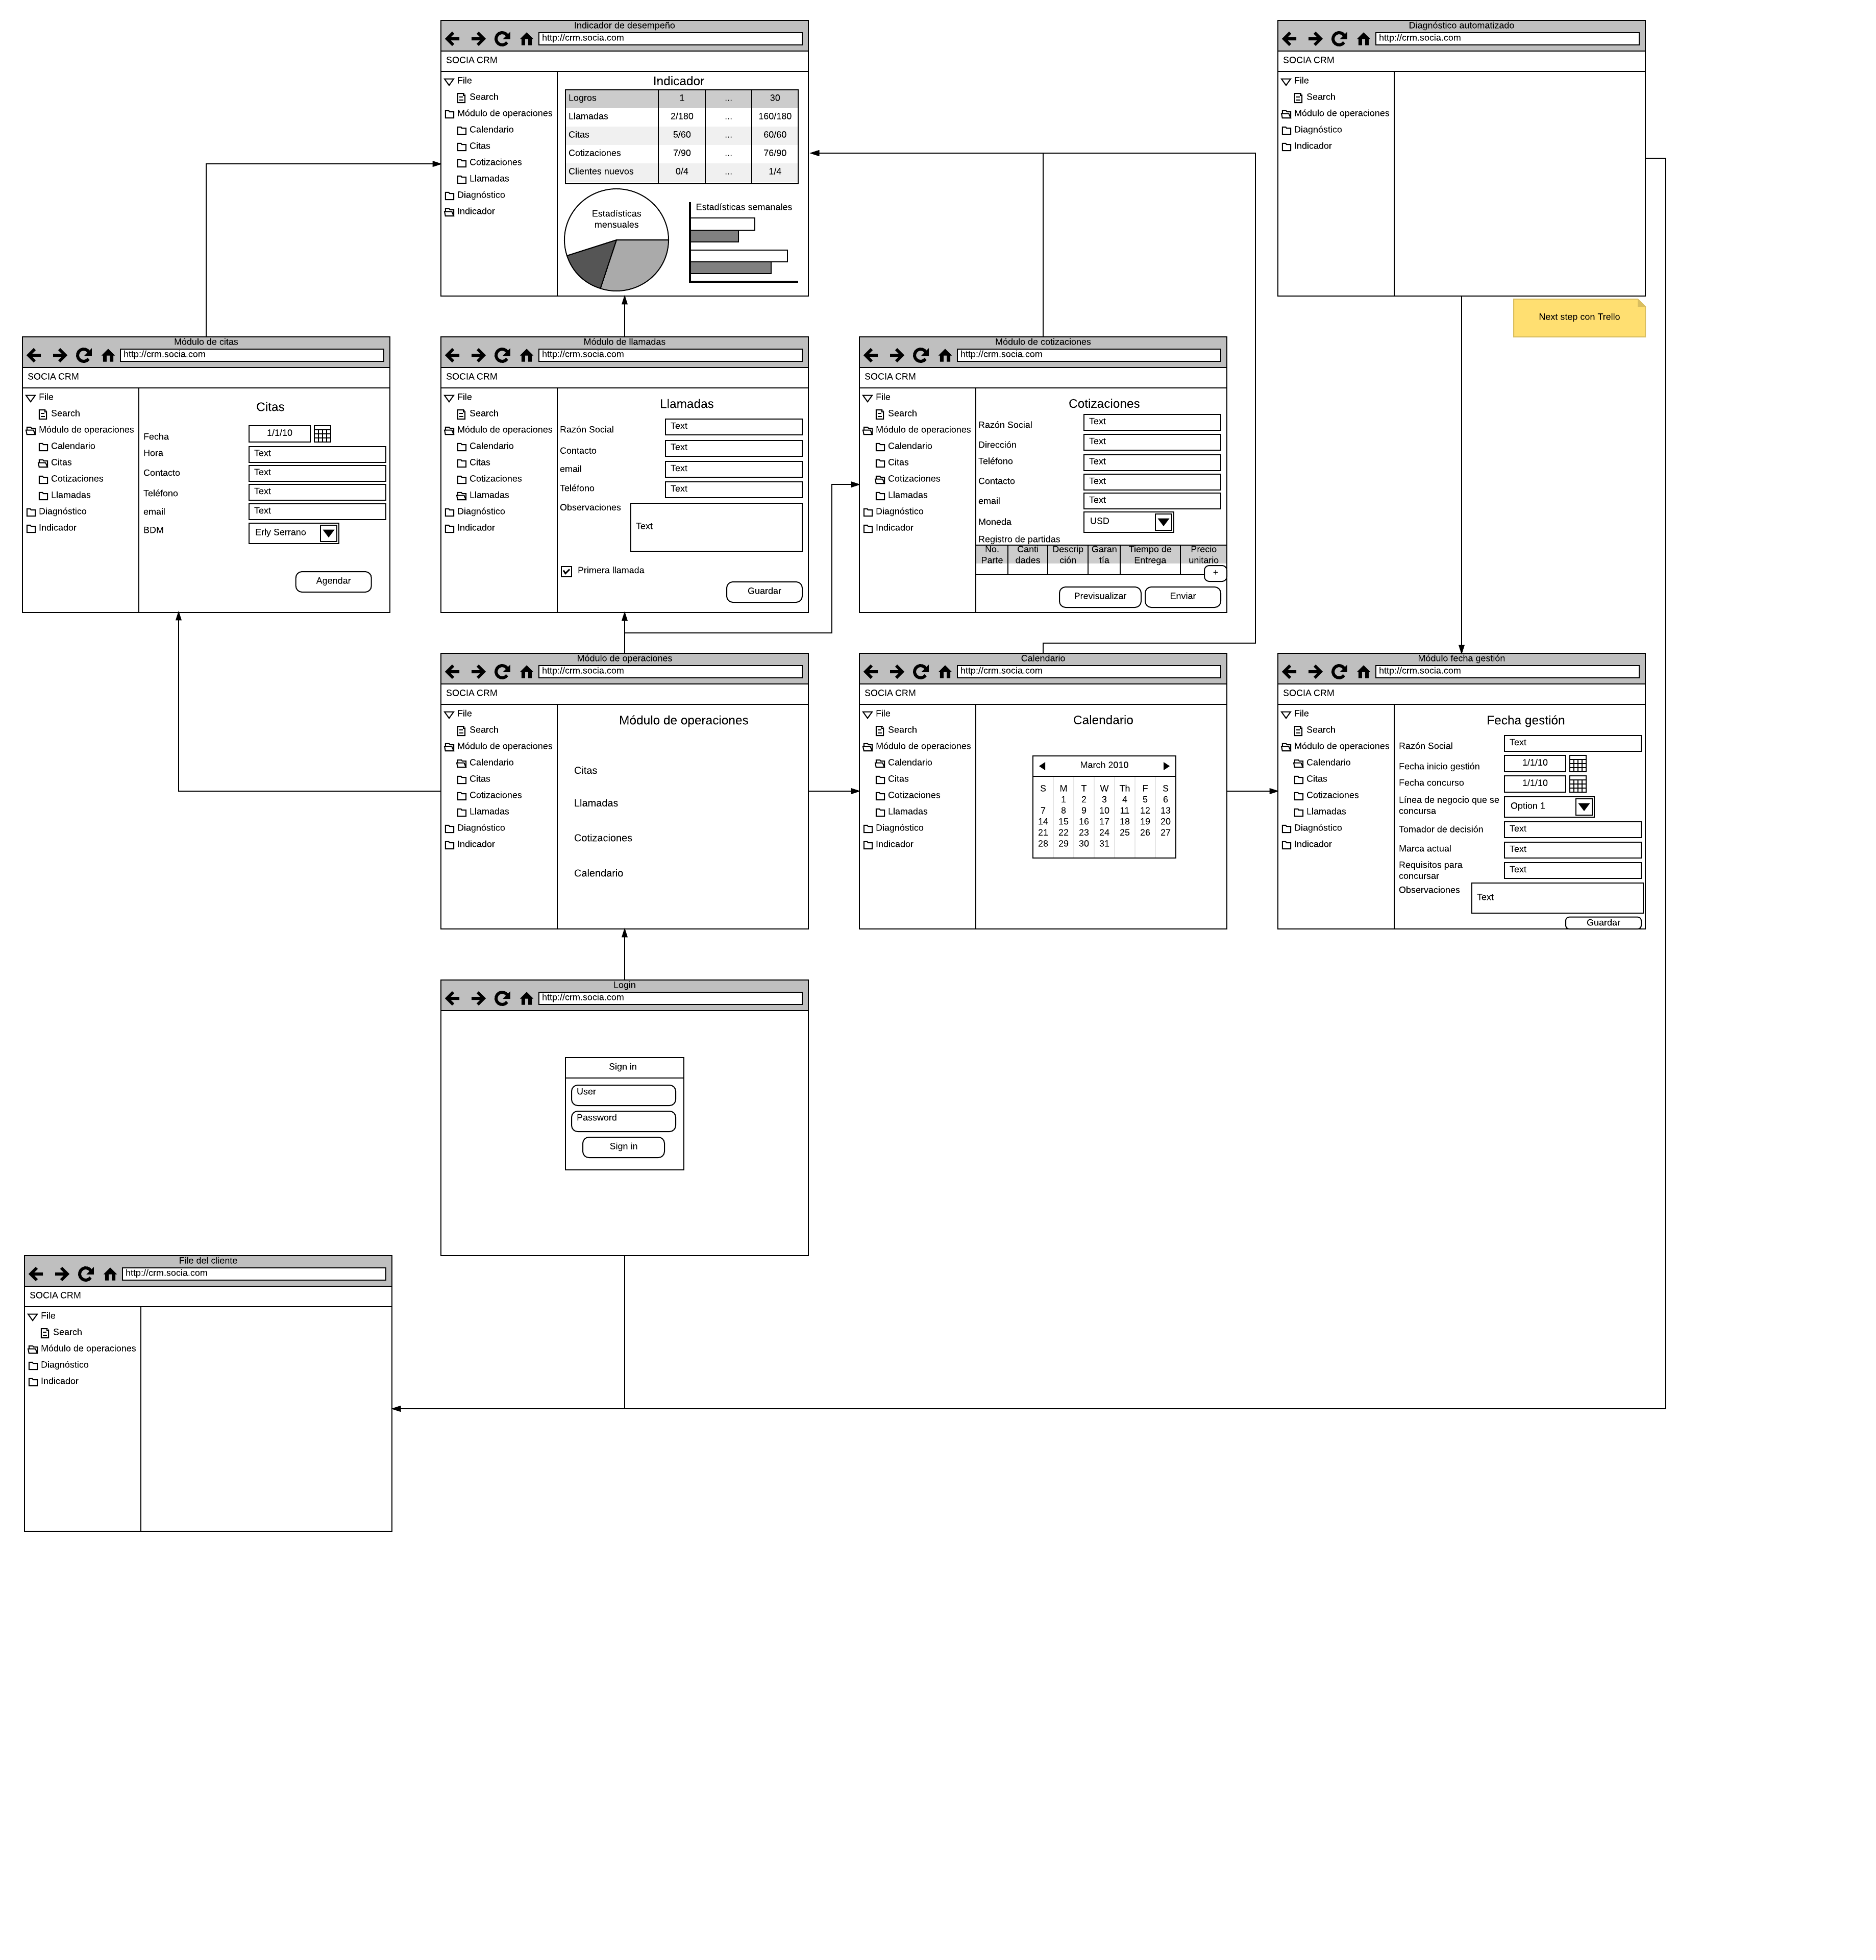 Indicador de desempeño
http://crm.socia.com
SOCIA CRM
File
Search
Módulo de operaciones
Calendario
Citas
Cotizaciones
Llamadas
Diagnóstico
Indicador
Indicador
Logros 1 ... 30
Llamadas 2/180 ... 160/180
Citas 5/60 ... 60/60
Cotizaciones 7/90 ... 76/90
Clientes nuevos 0/4 ... 1/4
Estadísticas
mensuales
Estadísticas semanales
Diagnóstico automatizado
http://crm.socia.com
SOCIA CRM
File
Search
Módulo de operaciones
Diagnóstico
Indicador
Next step con Trello
Módulo de citas
http://crm.socia.com
SOCIA CRM
File
Search
Módulo de operaciones
Calendario
Citas
Cotizaciones
Llamadas
Diagnóstico
Indicador
Citas
Fecha 1/1/10
Hora Text
Contacto Text
Teléfono Text
email Text
BDM Erly Serrano
Agendar
Módulo de llamadas
http://crm.socia.com
SOCIA CRM
File
Search
Módulo de operaciones
Calendario
Citas
Cotizaciones
Llamadas
Diagnóstico
Indicador
Llamadas
Razón Social Text
Contacto Text
email Text
Teléfono Text
Observaciones
Text
Primera llamada
Guardar
Módulo de cotizaciones
http://crm.socia.com
SOCIA CRM
File
Search
Módulo de operaciones
Calendario
Citas
Cotizaciones
Llamadas
Diagnóstico
Indicador
Cotizaciones
Razón Social Text
Dirección Text
Teléfono Text
Contacto Text
email Text
Moneda USD
Registro de partidas
No. Canti Descrip Garan Tiempo de Precio
Parte dades ción tía Entrega unitario
+
Previsualizar Enviar
Módulo de operaciones
http://crm.socia.com
SOCIA CRM
File
Search
Módulo de operaciones
Calendario
Citas
Cotizaciones
Llamadas
Diagnóstico
Indicador
Módulo de operaciones
Citas
Llamadas
Cotizaciones
Calendario
Calendario
http://crm.socia.com
SOCIA CRM
File
Search
Módulo de operaciones
Calendario
Citas
Cotizaciones
Llamadas
Diagnóstico
Indicador
Calendario
March 2010
S M T W Th F S
1 2 3 4 5 6
7 8 9 10 11 12 13
14 15 16 17 18 19 20
21 22 23 24 25 26 27
28 29 30 31
Módulo fecha gestión
http://crm.socia.com
SOCIA CRM
File
Search
Módulo de operaciones
Calendario
Citas
Cotizaciones
Llamadas
Diagnóstico
Indicador
Fecha gestión
Razón Social Text
Fecha inicio gestión 1/1/10
Fecha concurso 1/1/10
Línea de negocio que se
concursa
Option 1
Tomador de decisión Text
Marca actual Text
Requisitos para
concursar
Text
Observaciones
Text
Guardar
Login
http://crm.socia.com
Sign in
User
Password
Sign in
File del cliente
http://crm.socia.com
SOCIA CRM
File
Search
Módulo de operaciones
Diagnóstico
Indicador